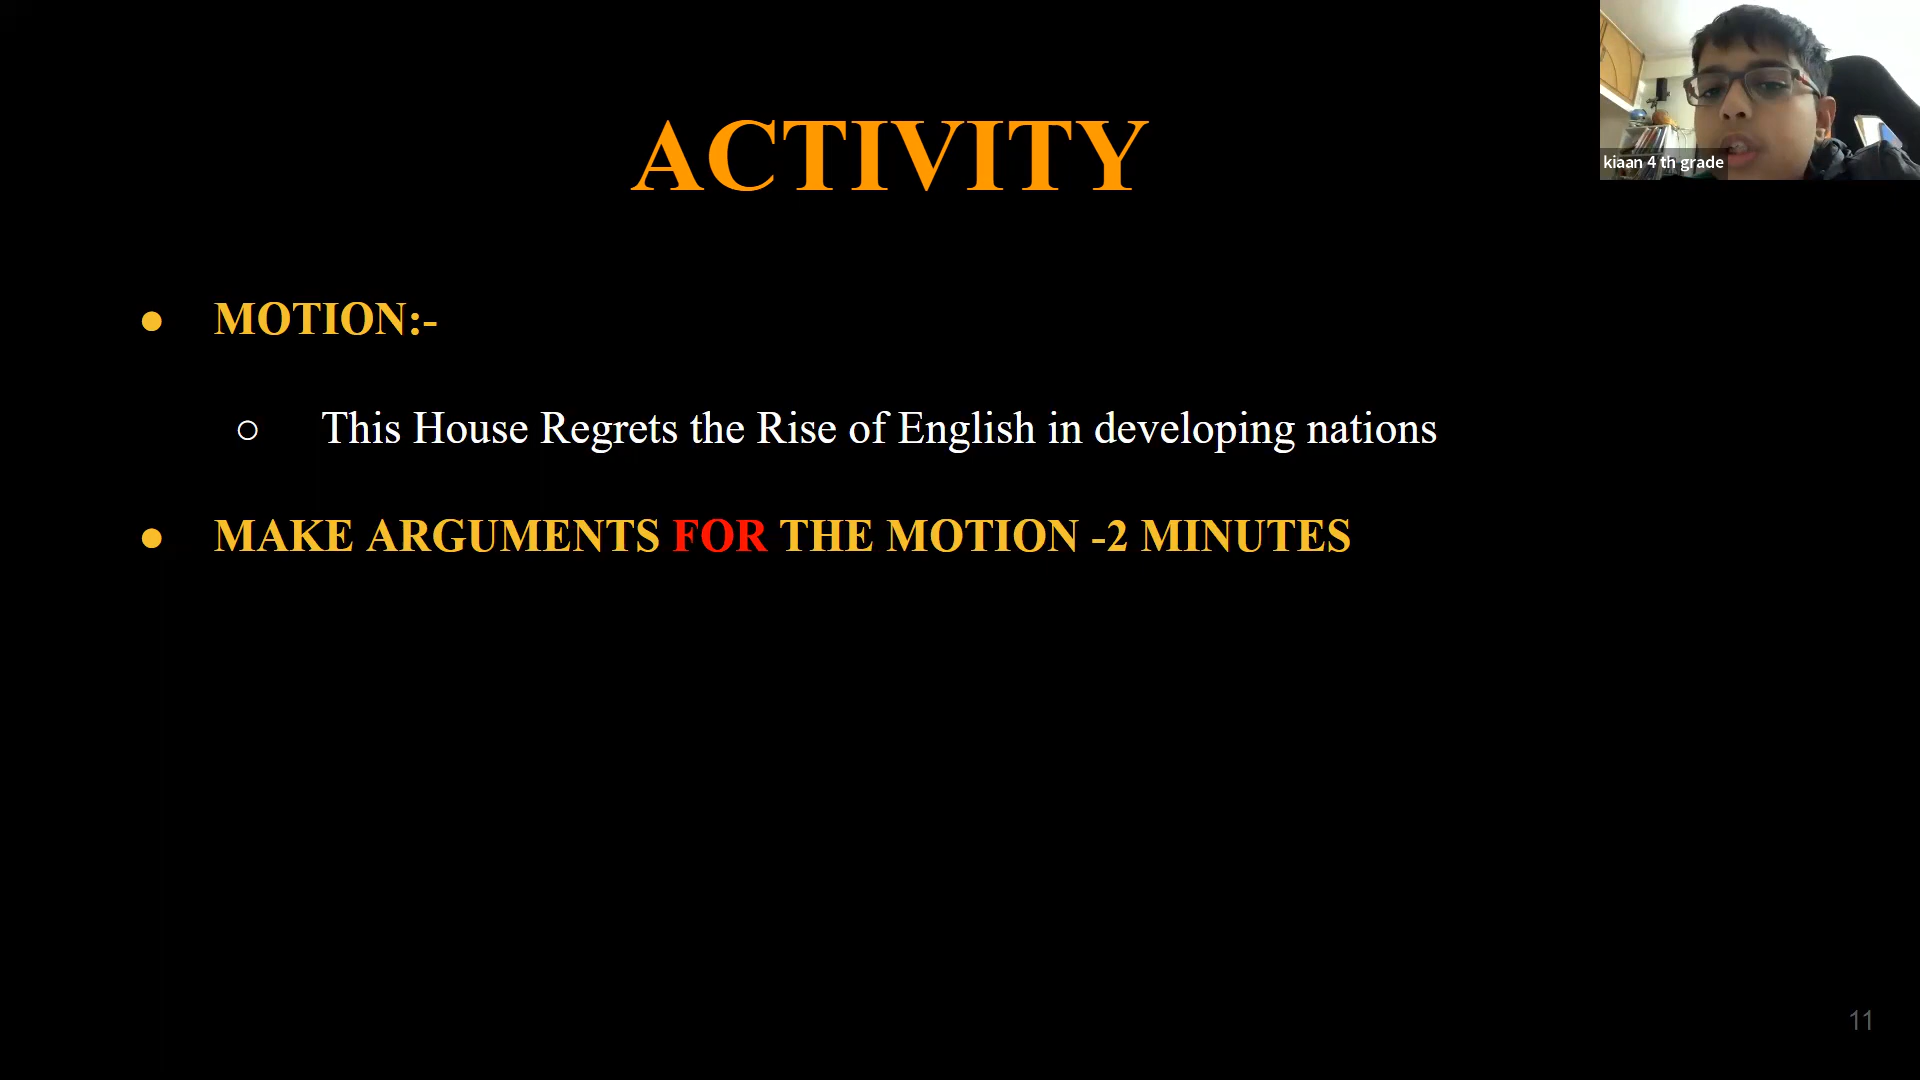 ACTIVITY
kiaan 4 th grade
● MOTION:-
○ This House Regrets the Rise of English in developing nations
● MAKE ARGUMENTS FOR THE MOTION -2 MINUTES
11